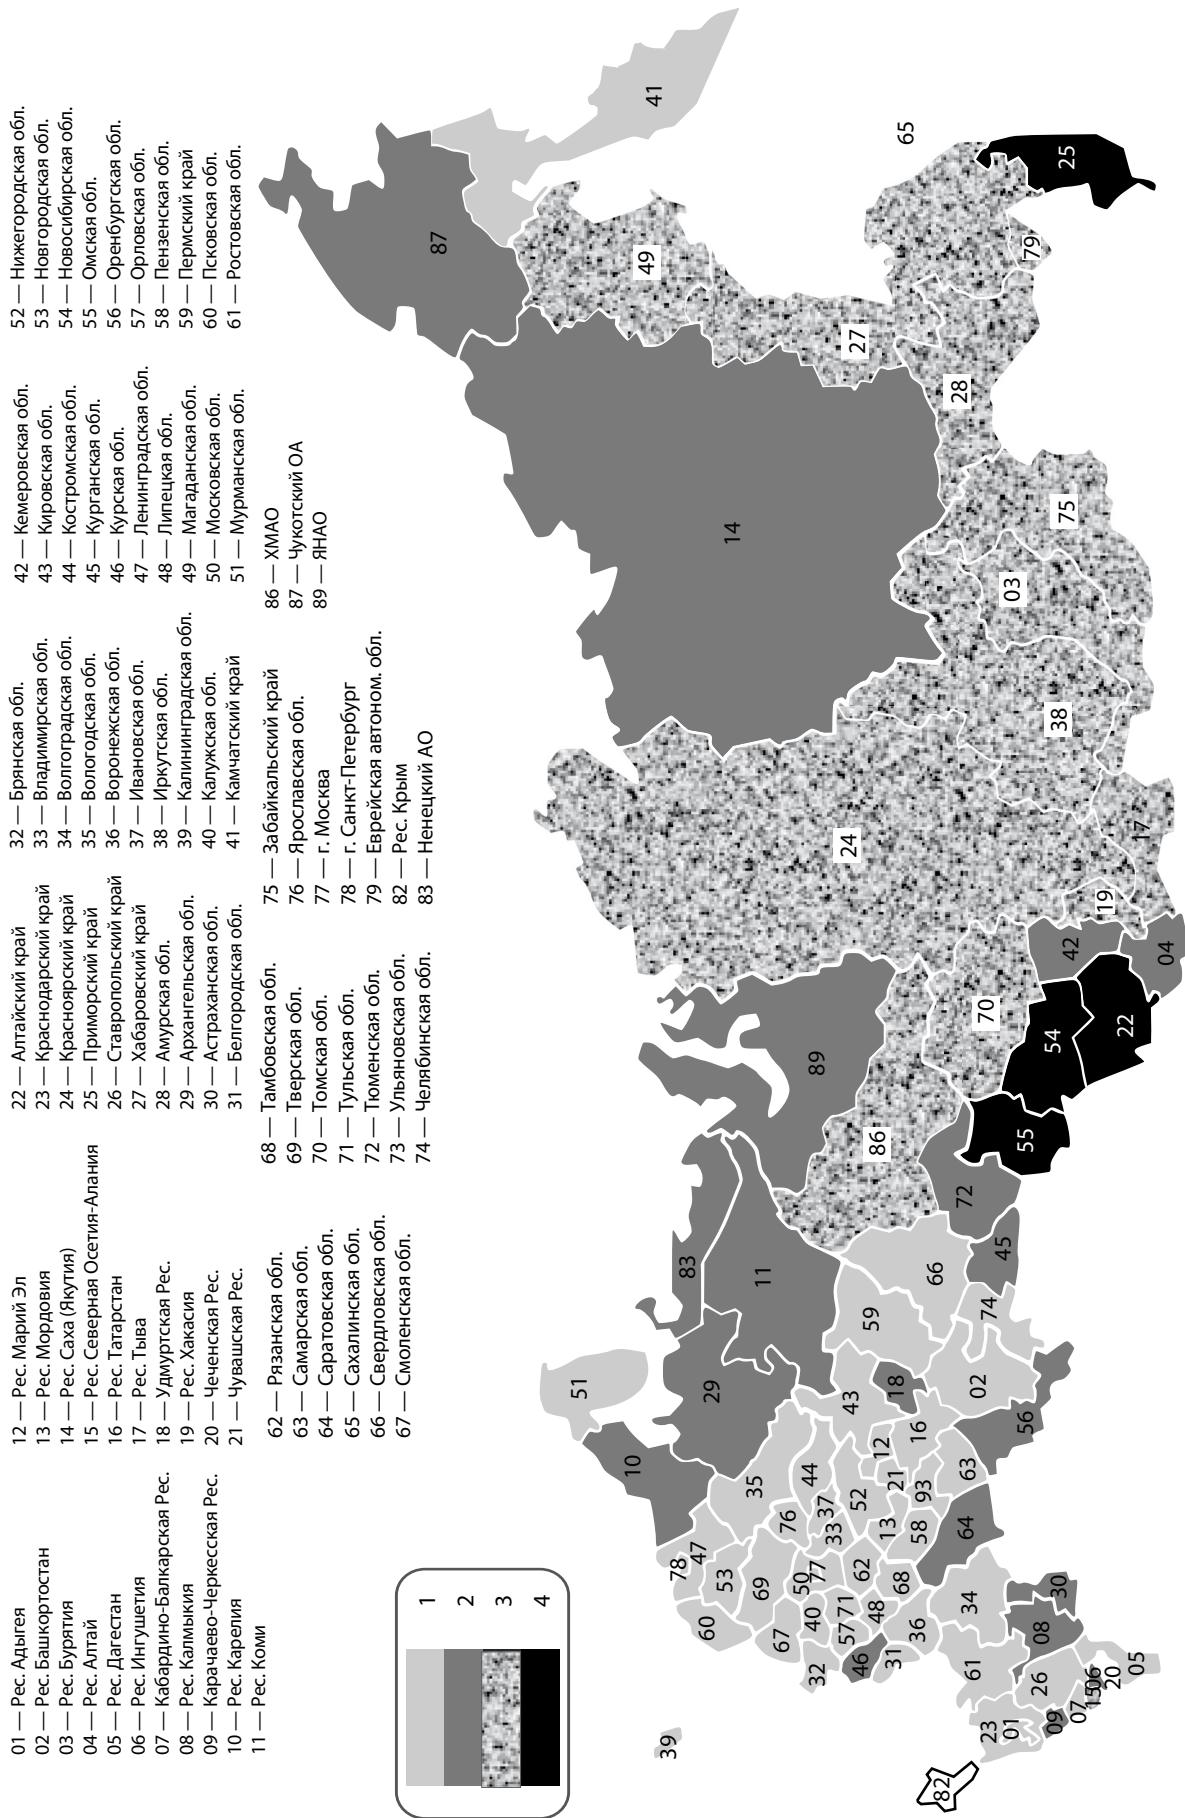 01 — Рес. Адыгея
02 — Рес. Башкортостан
03 — Рес. Бурятия
04 — Рес. Алтай
05 — Рес. Дагестан
06 — Рес. Ингушетия
07 — Кабардино-Балкарская Рес.
08 — Рес. Калмыкия
09 — Карачаево-Черкесская Рес.
10 — Рес. Карелия
11 — Рес. Коми
12 — Рес. Марий Эл
13 — Рес. Мордовия
14 — Рес. Саха (Якутия)
15 — Рес. Северная Осетия-Алания
16 — Рес. Татарстан
17 — Рес. Тыва
18 — Удмуртская Рес.
19 — Рес. Хакасия
20 — Чеченская Рес.
21 — Чувашская Рес.
22 — Алтайский край
23 — Краснодарский край
24 — Красноярский край
25 — Приморский край
26 — Ставропольский край
27 — Хабаровский край
28 — Амурская обл.
29 — Архангельская обл.
30 — Астраханская обл.
31 — Белгородская обл.
32 — Брянская обл.
33 — Владимирская обл.
34 — Волгоградская обл.
35 — Вологодская обл.
36 — Воронежская обл.
37 — Ивановская обл.
38 — Иркутская обл.
39 — Калининградская обл.
40 — Калужская обл.
41 — Камчатский край
42 — Кемеровская обл.
43 — Кировская обл.
44 — Костромская обл.
45 — Курганская обл.
46 — Курская обл.
47 — Ленинградская обл.
48 — Липецкая обл.
49 — Магаданская обл.
50 — Московская обл.
51 — Мурманская обл.
52 — Нижегородская обл.
53 — Новгородская обл.
54 — Новосибирская обл.
55 — Омская обл.
56 — Оренбургская обл.
57 — Орловская обл.
58 — Пензенская обл.
59 — Пермский край
60 — Псковская обл.
61 — Ростовская обл.
62 — Рязанская обл.
63 — Самарская обл.
64 — Саратовская обл.
65 — Сахалинская обл.
66 — Свердловская обл.
67 — Смоленская обл.
68 — Тамбовская обл.
69 — Тверская обл.
70 — Томская обл.
71 — Тульская обл.
72 — Тюменская обл.
73 — Ульяновская обл.
74 — Челябинская обл.
75 — Забайкальский край
76 — Ярославская обл.
77 — г. Москва
78 — г. Санкт-Петербург
79 — Еврейская автоном. обл.
82 — Рес. Крым
83 — Ненецкий АО
86 — ХМАО
87 — Чукотский ОА
89 — ЯНАО
1
2
3
4
39
82
23
01
09
07
15
06
20
05
26
61
08
30
34
36
31
46
32
67
57
40
71
48
50
77
62
68
60
69
53
78
47
76
33
37
44
35
52
13
58
64
21
93
12
16
63
43
18
10
51
29
83
11
59
02
56
66
74
45
72
86
89
55
54
22
70
42
04
24
19
17
38
03
75
14
28
27
49
79
25
65
87
41